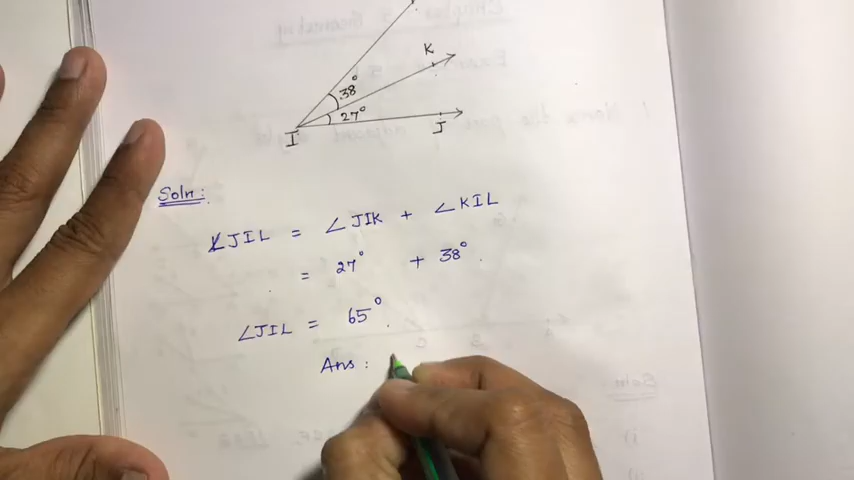 K
38°
27°
I
J
Soln:
∠JIL = ∠JIK + ∠KIL
= 27° + 38°.
∠JIL = 65°.
Ans: